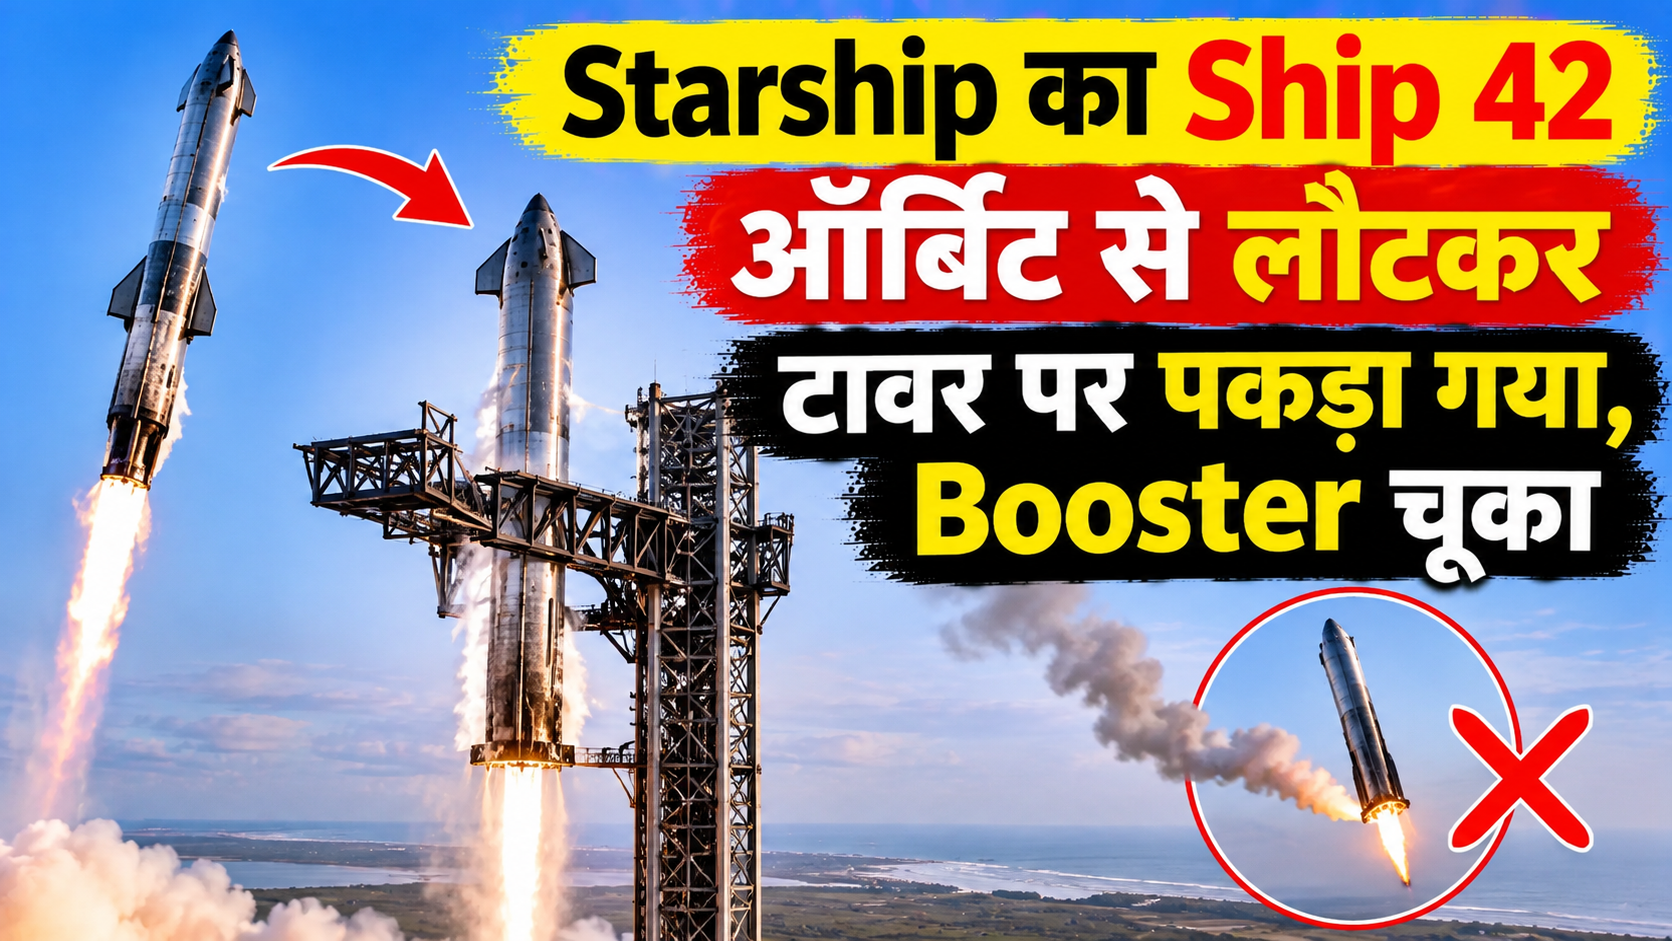 Starship का Ship 42
ऑर्बिट से लौटकर
टावर पर पकड़ा गया,
Booster चूका